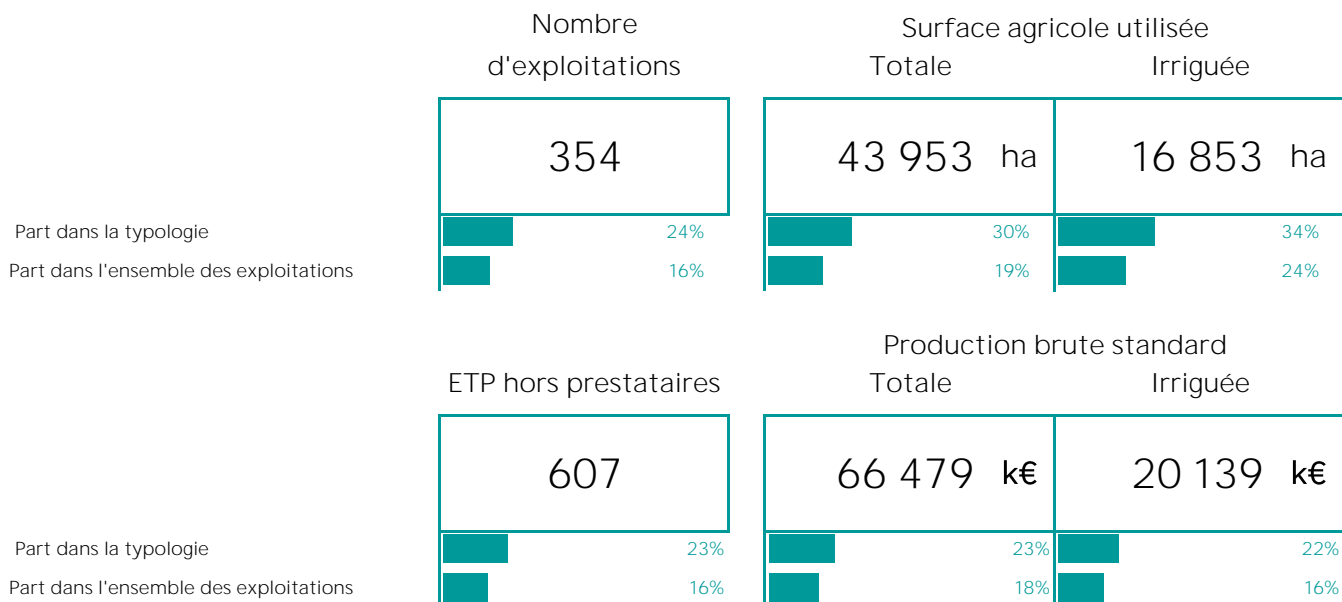 Nombre d'exploitations
Surface agricole utilisée
Totale Irriguée
354 43 953 ha 16 853 ha
Part dans la typologie 24% 30% 34%
Part dans l'ensemble des exploitations 16% 19% 24%
Production brute standard
ETP hors prestataires Totale Irriguée
607 66 479 k€ 20 139 k€
Part dans la typologie 23% 23% 22%
Part dans l'ensemble des exploitations 16% 18% 16%